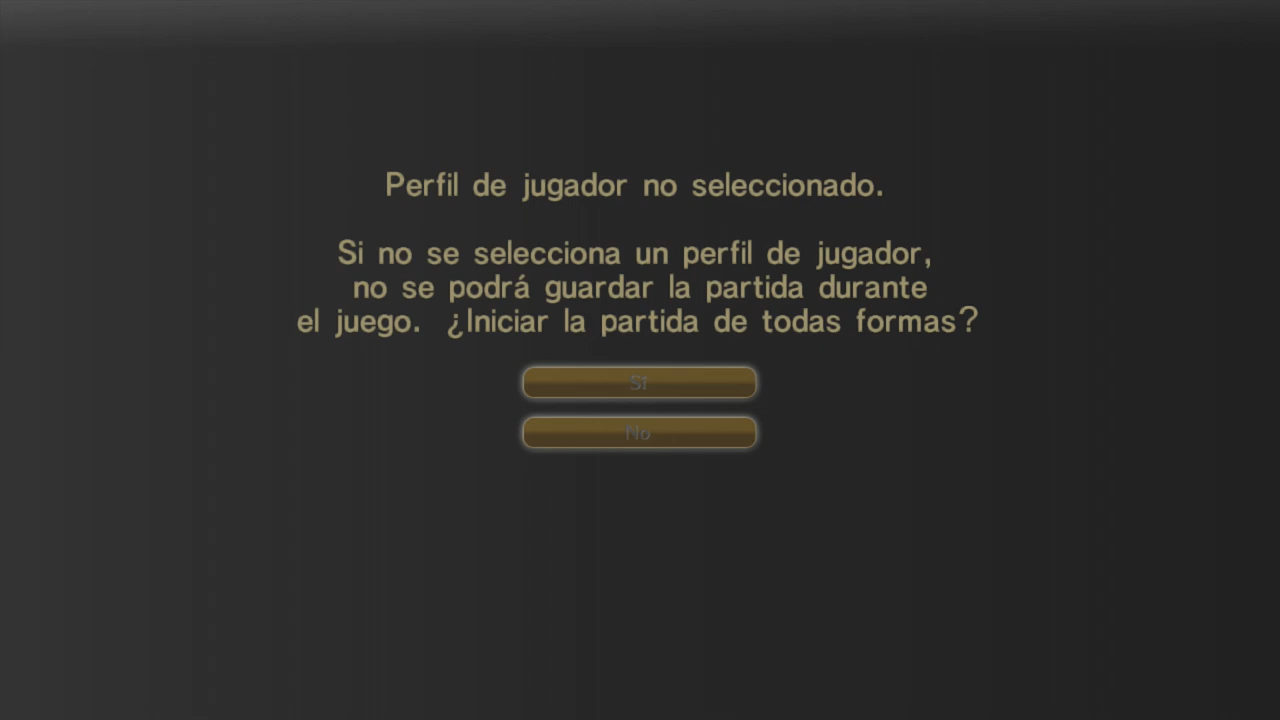 Perfil de jugador no seleccionado.
Si no se selecciona un perfil de jugador,
no se podrá guardar la partida durante
el juego. ¿Iniciar la partida de todas formas?
Sí
No